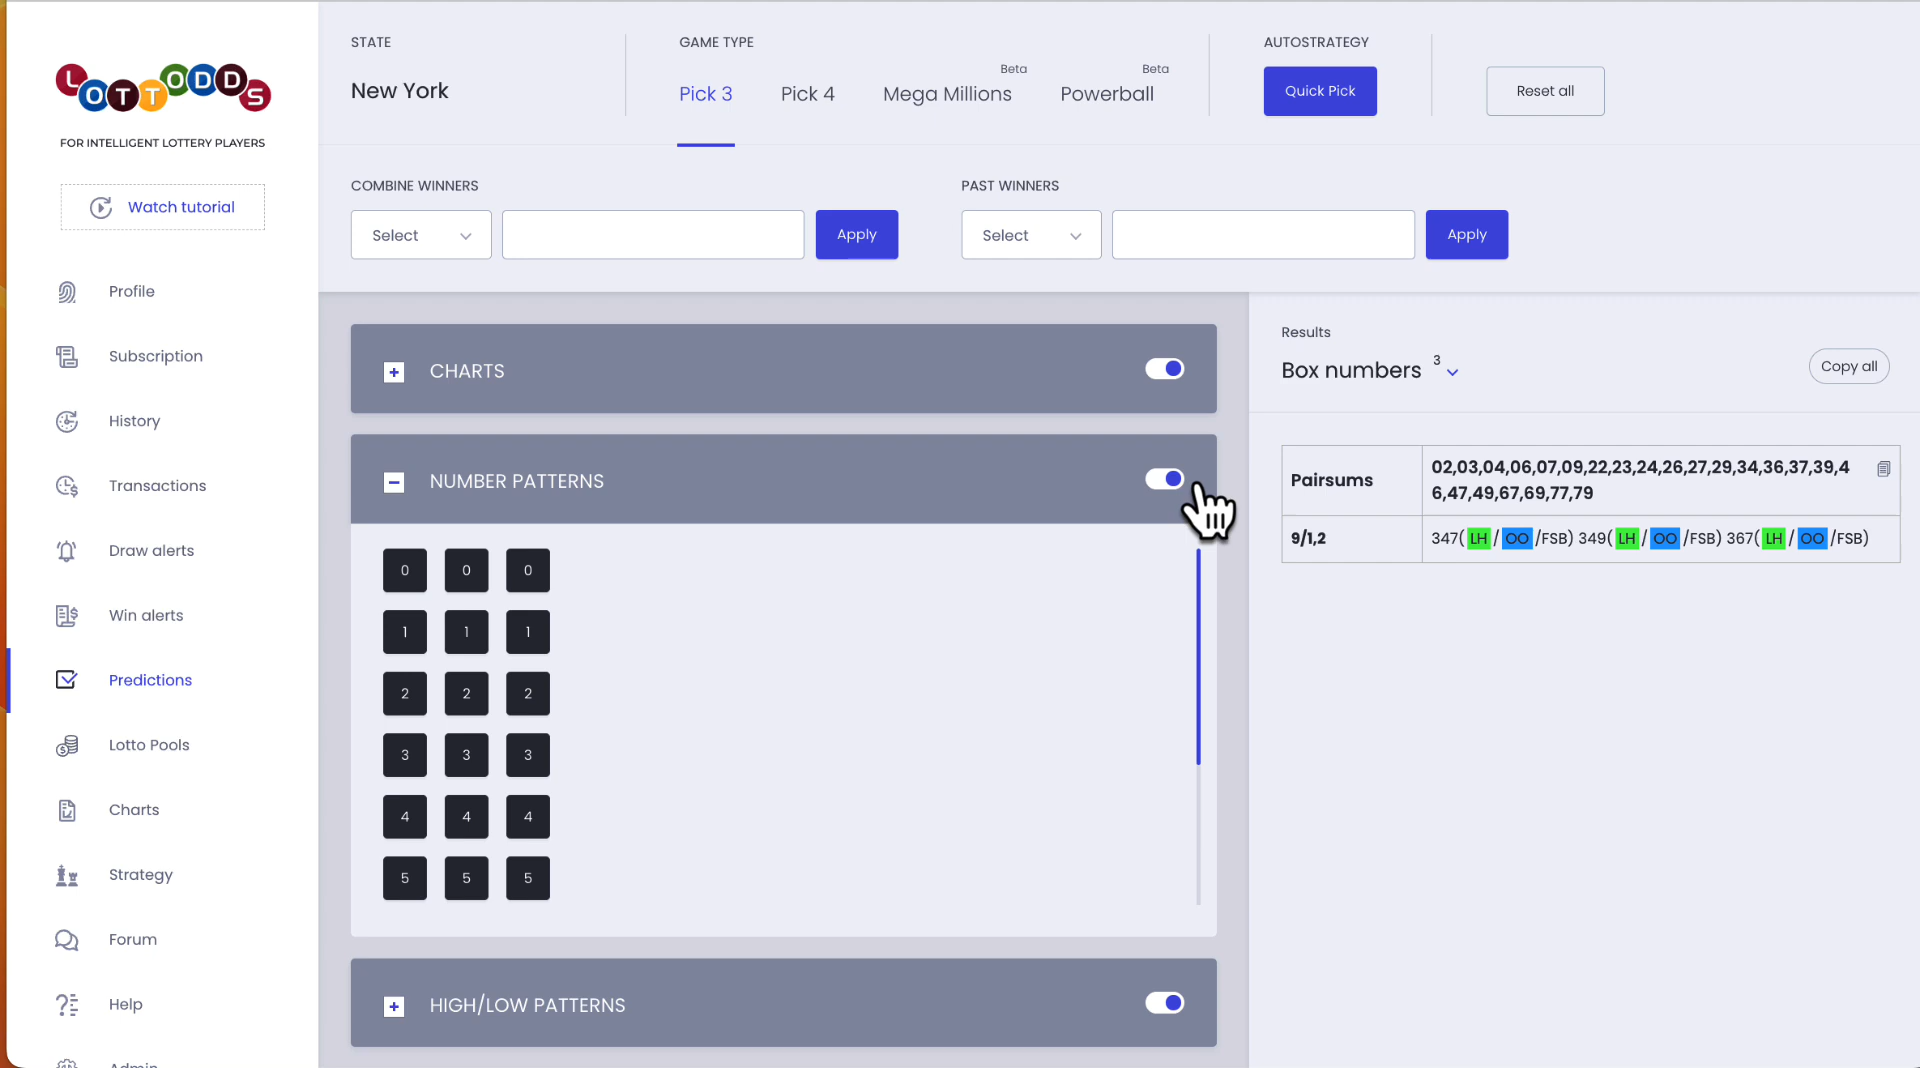 LOTTODDS
FOR INTELLIGENT LOTTERY PLAYERS
Watch tutorial
Profile
Subscription
History
Transactions
Draw alerts
Win alerts
Predictions
Lotto Pools
Charts
Strategy
Forum
Help
Admin
STATE
New York
GAME TYPE
Pick 3
Pick 4
Beta
Mega Millions
Beta
Powerball
AUTOSTRATEGY
Quick Pick
Reset all
COMBINE WINNERS
Select
Apply
PAST WINNERS
Select
Apply
CHARTS
NUMBER PATTERNS
0 0 0
1 1 1
2 2 2
3 3 3
4 4 4
5 5 5
HIGH/LOW PATTERNS
Results
Box numbers 3
Copy all
Pairsums
02,03,04,06,07,09,22,23,24,26,27,29,34,36,37,39,4
6,47,49,67,69,77,79
9/1,2
347( LH / OO /FSB) 349( LH / OO /FSB) 367( LH / OO /FSB)